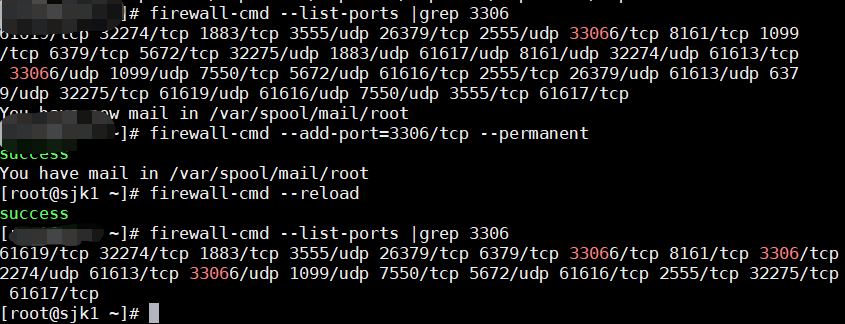 ]# firewall-cmd --list-ports |grep 3306
61619/tcp 32274/tcp 1883/tcp 3555/udp 26379/tcp 2555/udp 33066/tcp 8161/tcp 1099
/tcp 6379/tcp 5672/tcp 32275/udp 1883/udp 61617/udp 8161/udp 32274/udp 61613/tcp
33066/udp 1099/udp 7550/tcp 5672/udp 61616/tcp 2555/tcp 26379/udp 61613/udp 637
9/udp 32275/tcp 61619/udp 61616/udp 7550/udp 3555/tcp 61617/tcp
You have new mail in /var/spool/mail/root
]# firewall-cmd --add-port=3306/tcp --permanent
success
You have mail in /var/spool/mail/root
[root@sjk1 ~]# firewall-cmd --reload
success
~]# firewall-cmd --list-ports |grep 3306
61619/tcp 32274/tcp 1883/tcp 3555/udp 26379/tcp 6379/tcp 33066/tcp 8161/tcp 3306/tcp
2274/udp 61613/tcp 33066/udp 1099/udp 7550/tcp 5672/udp 61616/tcp 2555/tcp 32275/tcp
61617/tcp
[root@sjk1 ~]#